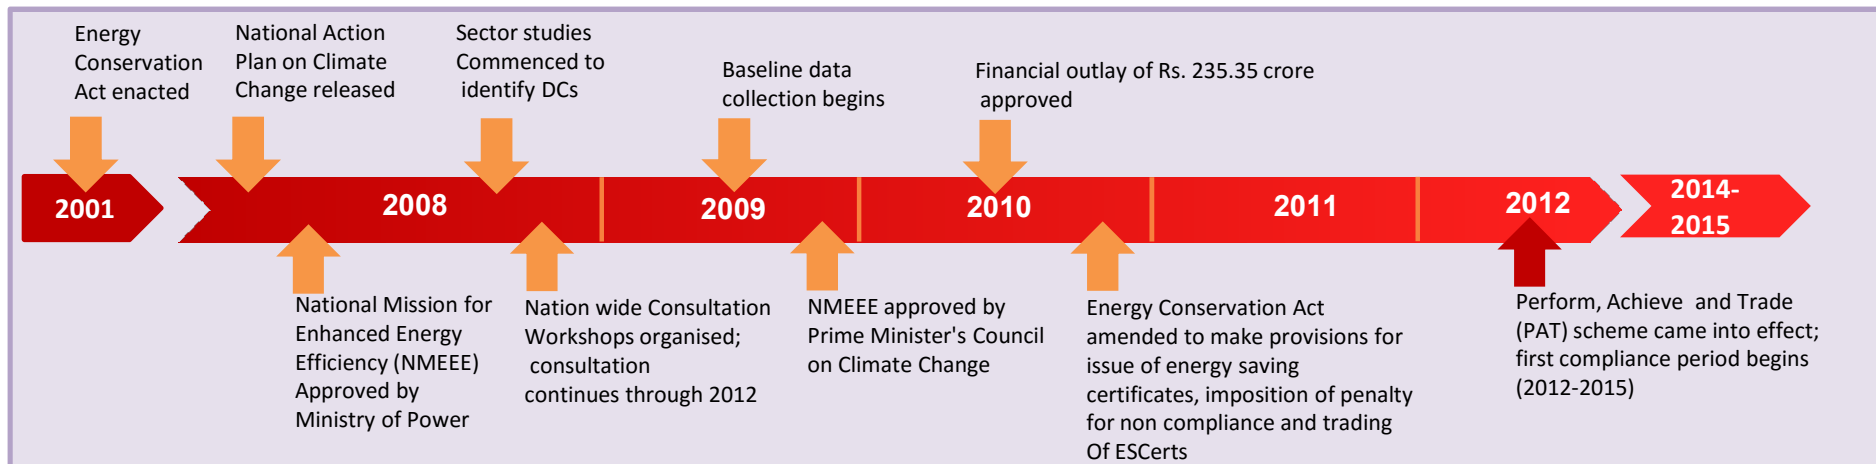 Energy
Conservation
Act enacted
National Action
Plan on Climate
Change released
Sector studies
Commenced to
identify DCs
Baseline data
collection begins
Financial outlay of Rs. 235.35 crore
approved
2001
2008
2009
2010
2011
2012
2014-
2015
National Mission for
Enhanced Energy
Efficiency (NMEEE)
Approved by
Ministry of Power
Nation wide Consultation
Workshops organised;
consultation
continues through 2012
NMEEE approved by
Prime Minister's Council
on Climate Change
Energy Conservation Act
amended to make provisions for
issue of energy saving
certificates, imposition of penalty
for non compliance and trading
Of ESCerts
Perform, Achieve and Trade
(PAT) scheme came into effect;
first compliance period begins
(2012-2015)